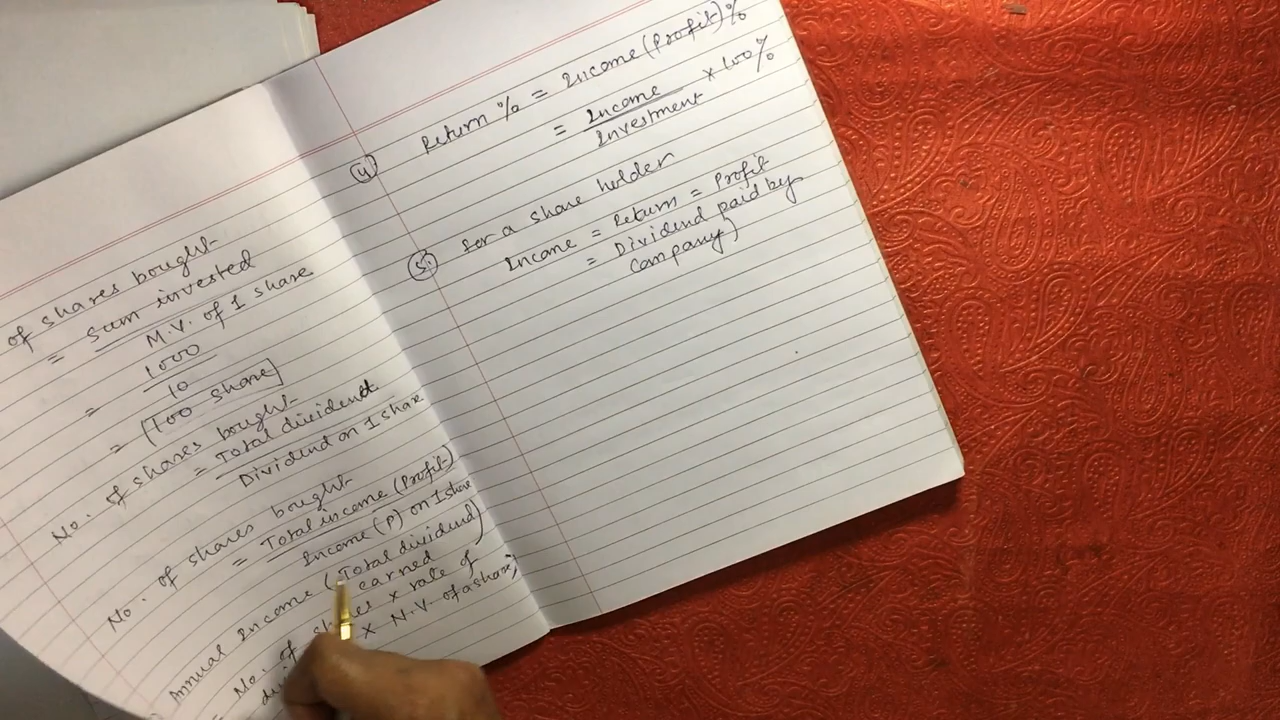 of shares bought
= Sum invested
M.V. of 1 share
= 1000
10
= (100 share]
No. of shares bought
= Total dividend
Dividend on 1 share
No. of shares bought
= Total income (Profit)
Income (P) on 1 share
Annual Income (Total dividend)
earned
= No. of shares × rate of
× N.V. of a share
(4) Return % = Income (Profit) %
= Income × 100%
Investment
(5) for a share holder
Income = Return = Profit
= Dividend paid by
Company)